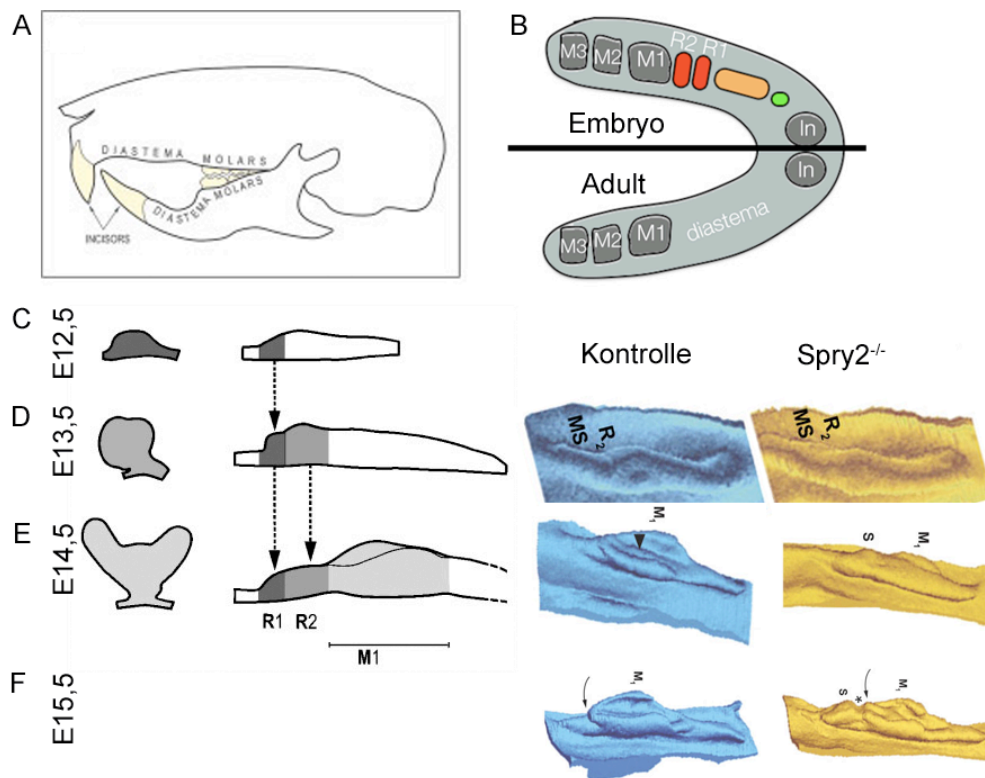 A
DIASTEMA
MOLARS
DIASTEMA MOLARS
INCISORS
B
M3 M2 M1 R2 R1
In
Embryo
Adult
In
M3 M2 M1
diastema
C
E12,5
Kontrolle
Spry2-/-
D
E13,5
MS R2
MS R2
E
E14,5
R1 R2
M1
M1
S M1
F
E15,5
M1
S * M1